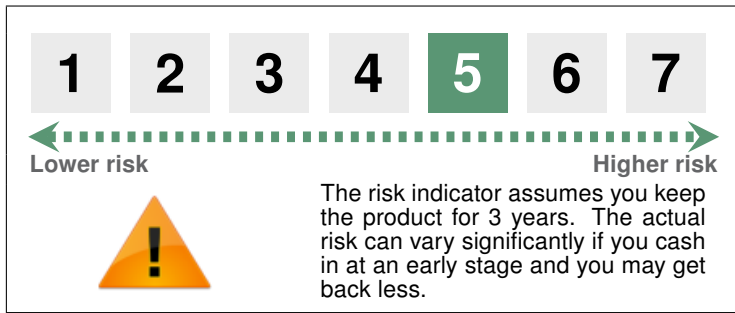 1 2 3 4 5 6 7
Lower risk Higher risk
!
The risk indicator assumes you keep
the product for 3 years. The actual
risk can vary significantly if you cash
in at an early stage and you may get
back less.